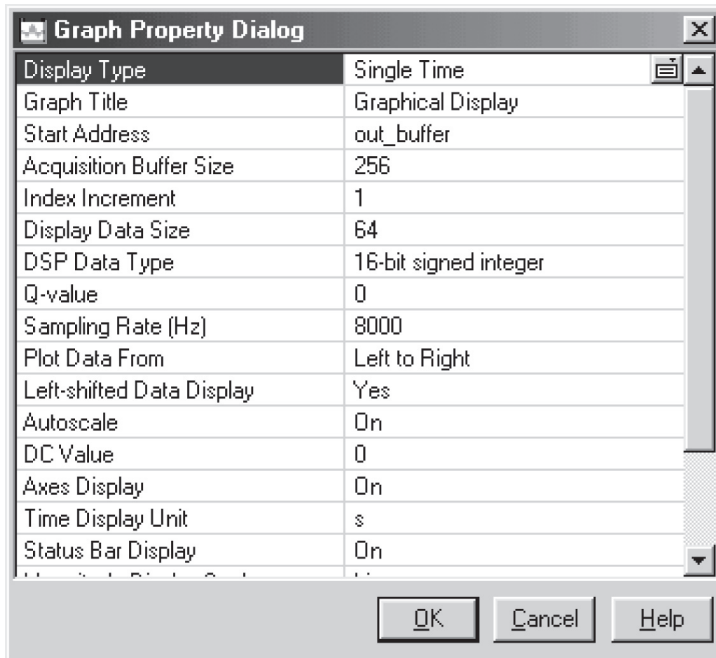 Graph Property Dialog
Display Type Single Time
Graph Title Graphical Display
Start Address out_buffer
Acquisition Buffer Size 256
Index Increment 1
Display Data Size 64
DSP Data Type 16-bit signed integer
Q-value 0
Sampling Rate (Hz) 8000
Plot Data From Left to Right
Left-shifted Data Display Yes
Autoscale On
DC Value 0
Axes Display On
Time Display Unit s
Status Bar Display On
OK Cancel Help